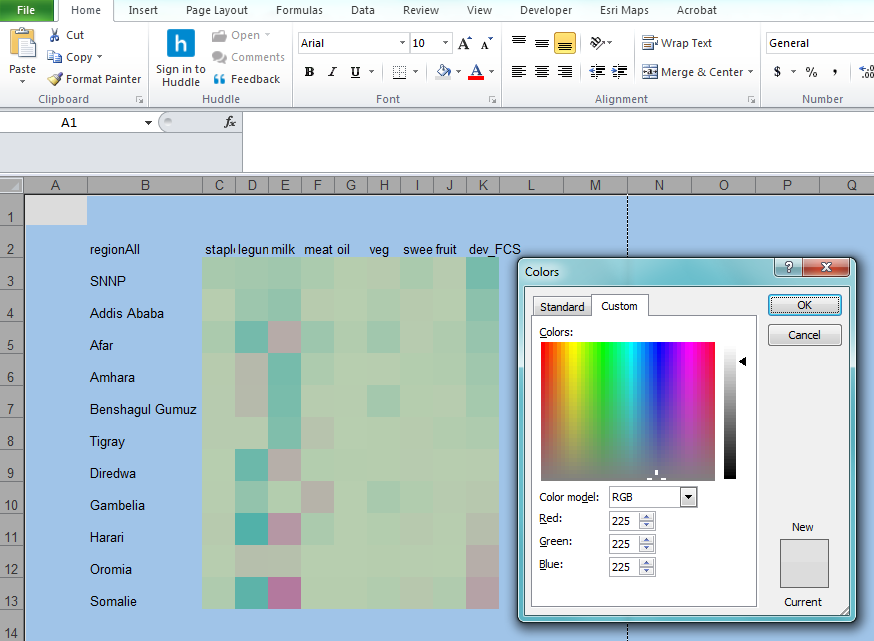 File Home Insert Page Layout Formulas Data Review View Developer Esri Maps Acrobat
Paste
Cut
Copy
Format Painter
Clipboard
Sign in to Huddle
Open
Comments
Feedback
Huddle
Arial 10 A A
B I U A
Font
Wrap Text
Merge & Center
Alignment
General
$ % , .00
Number
A1 fx
A B C D E F G H I J K L M N O P Q
1
2 regionAll staple legun milk meat oil veg swee fruit dev_FCS
3 SNNP
4 Addis Ababa
5 Afar
6 Amhara
7 Benshagul Gumuz
8 Tigray
9 Diredwa
10 Gambelia
11 Harari
12 Oromia
13 Somalie
14
Colors
? X
Standard Custom
OK
Cancel
Colors:
Color model: RGB
Red: 225
Green: 225
Blue: 225
New
Current